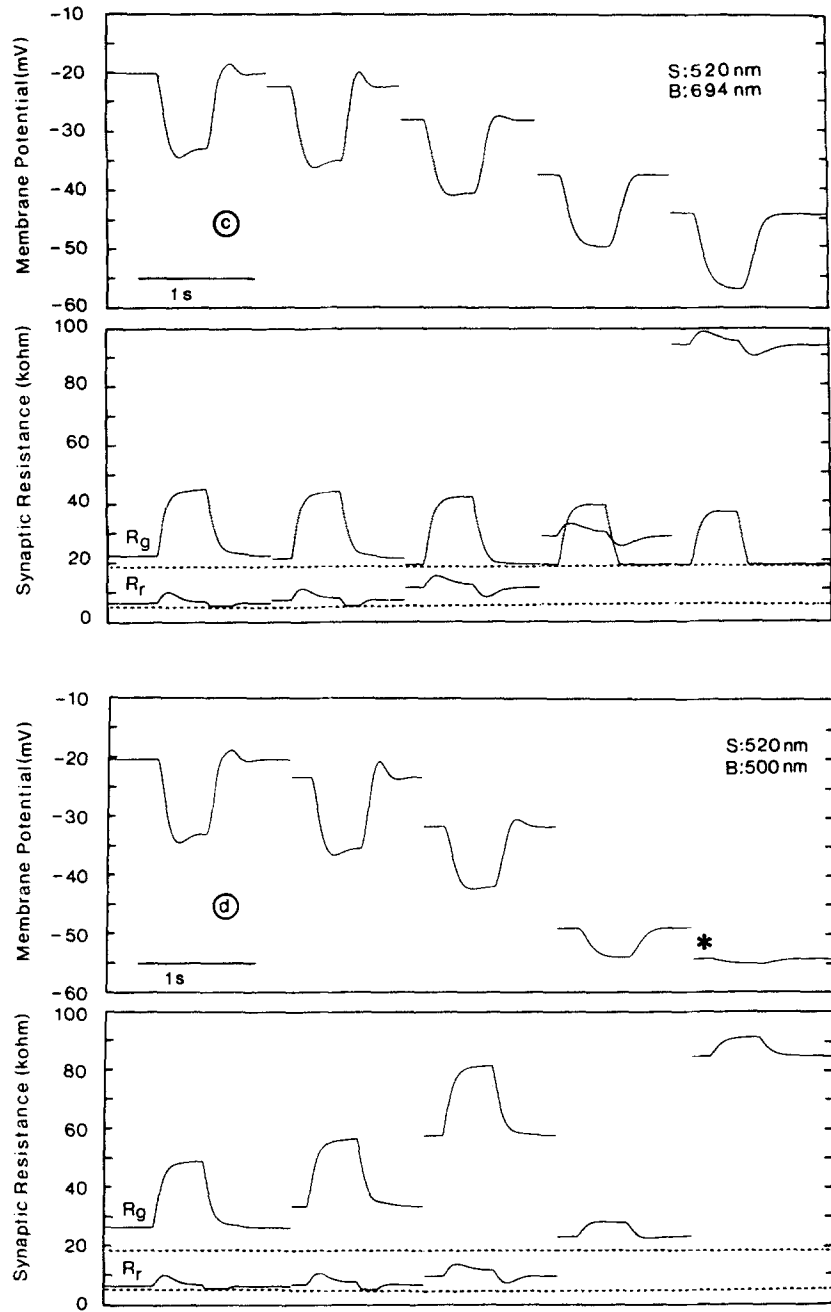 Membrane Potential(mV)
-10
-20
-30
-40
-50
-60
S:520 nm
B:694 nm
c
1 s
Synaptic Resistance (kohm)
100
80
60
40
20
0
Rg
Rr
Membrane Potential(mV)
-10
-20
-30
-40
-50
-60
S:520 nm
B:500 nm
d
*
1 s
Synaptic Resistance (kohm)
100
80
60
40
20
0
Rg
Rr